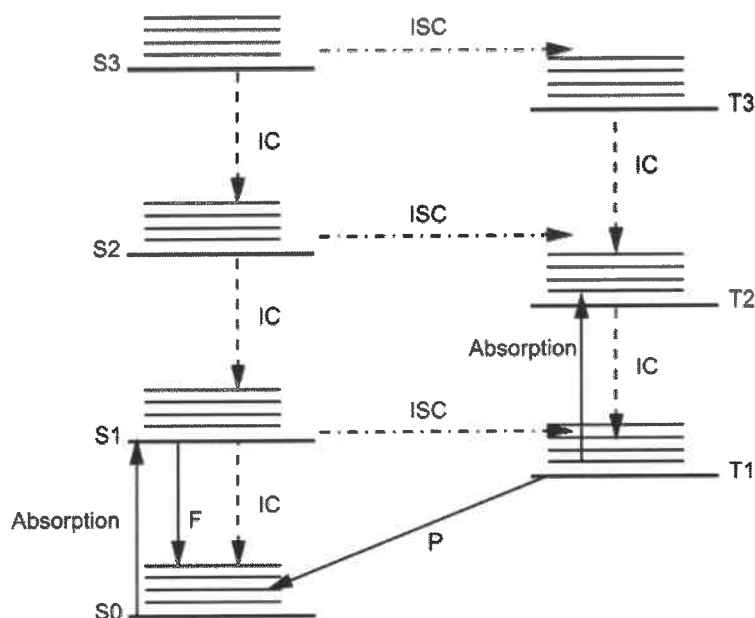 ISC
S3
T3
IC
IC
ISC
S2
T2
IC
Absorption
IC
ISC
S1
T1
Absorption
F
IC
P
S0